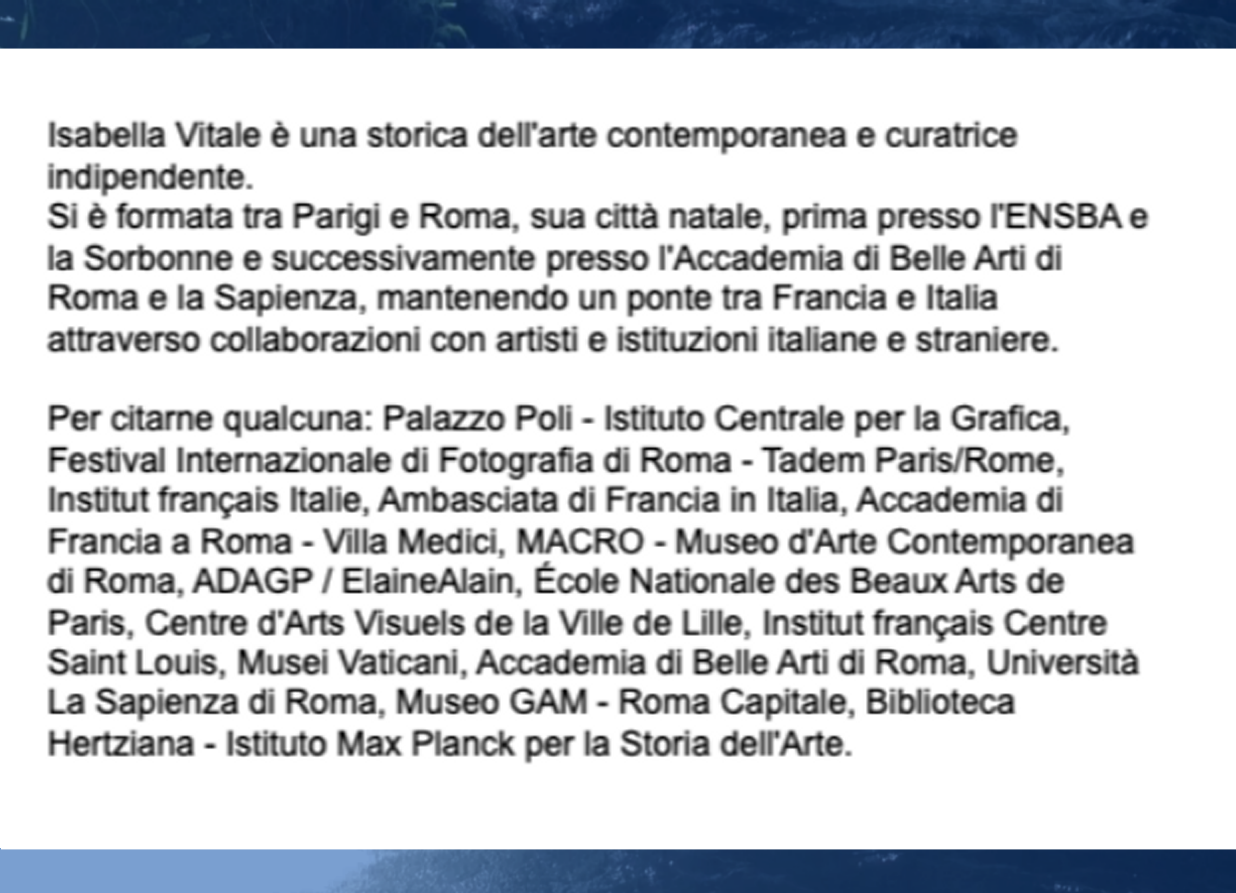 Isabella Vitale è una storica dell'arte contemporanea e curatrice
indipendente.
Si è formata tra Parigi e Roma, sua città natale, prima presso l'ENSBA e
la Sorbonne e successivamente presso l'Accademia di Belle Arti di
Roma e la Sapienza, mantenendo un ponte tra Francia e Italia
attraverso collaborazioni con artisti e istituzioni italiane e straniere.
Per citarne qualcuna: Palazzo Poli - Istituto Centrale per la Grafica,
Festival Internazionale di Fotografia di Roma - Tadem Paris/Rome,
Institut français Italie, Ambasciata di Francia in Italia, Accademia di
Francia a Roma - Villa Medici, MACRO - Museo d'Arte Contemporanea
di Roma, ADAGP / ElaineAlain, École Nationale des Beaux Arts de
Paris, Centre d'Arts Visuels de la Ville de Lille, Institut français Centre
Saint Louis, Musei Vaticani, Accademia di Belle Arti di Roma, Università
La Sapienza di Roma, Museo GAM - Roma Capitale, Biblioteca
Hertziana - Istituto Max Planck per la Storia dell'Arte.